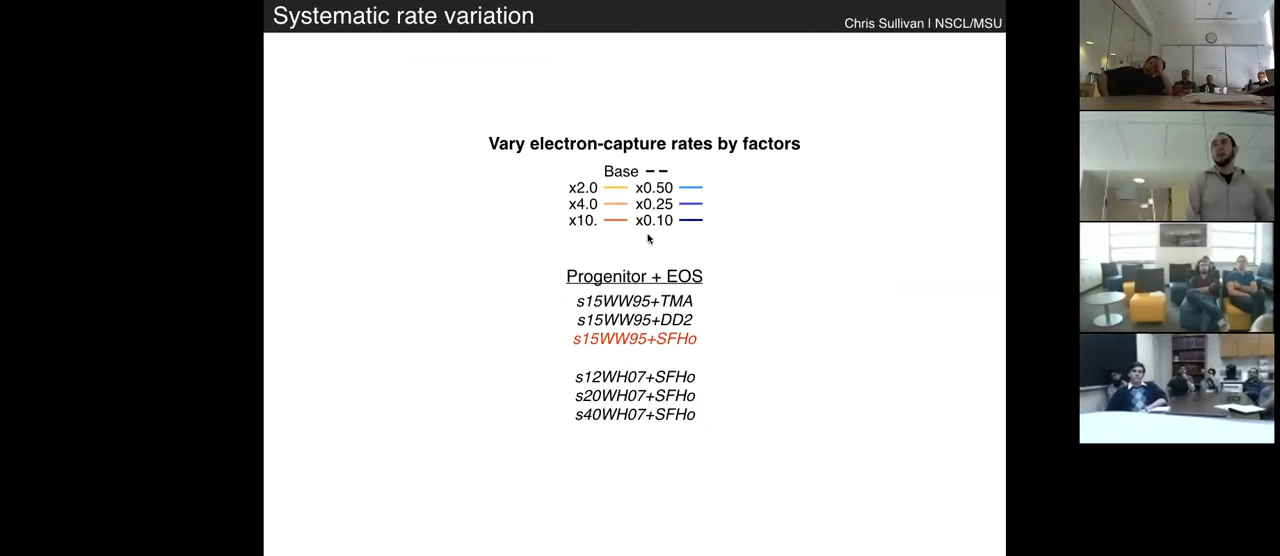 Systematic rate variation
Chris Sullivan | NSCL/MSU
Vary electron-capture rates by factors
Base
x2.0 x0.50
x4.0 x0.25
x10. x0.10
Progenitor + EOS
s15WW95+TMA
s15WW95+DD2
s15WW95+SFHo
s12WH07+SFHo
s20WH07+SFHo
s40WH07+SFHo